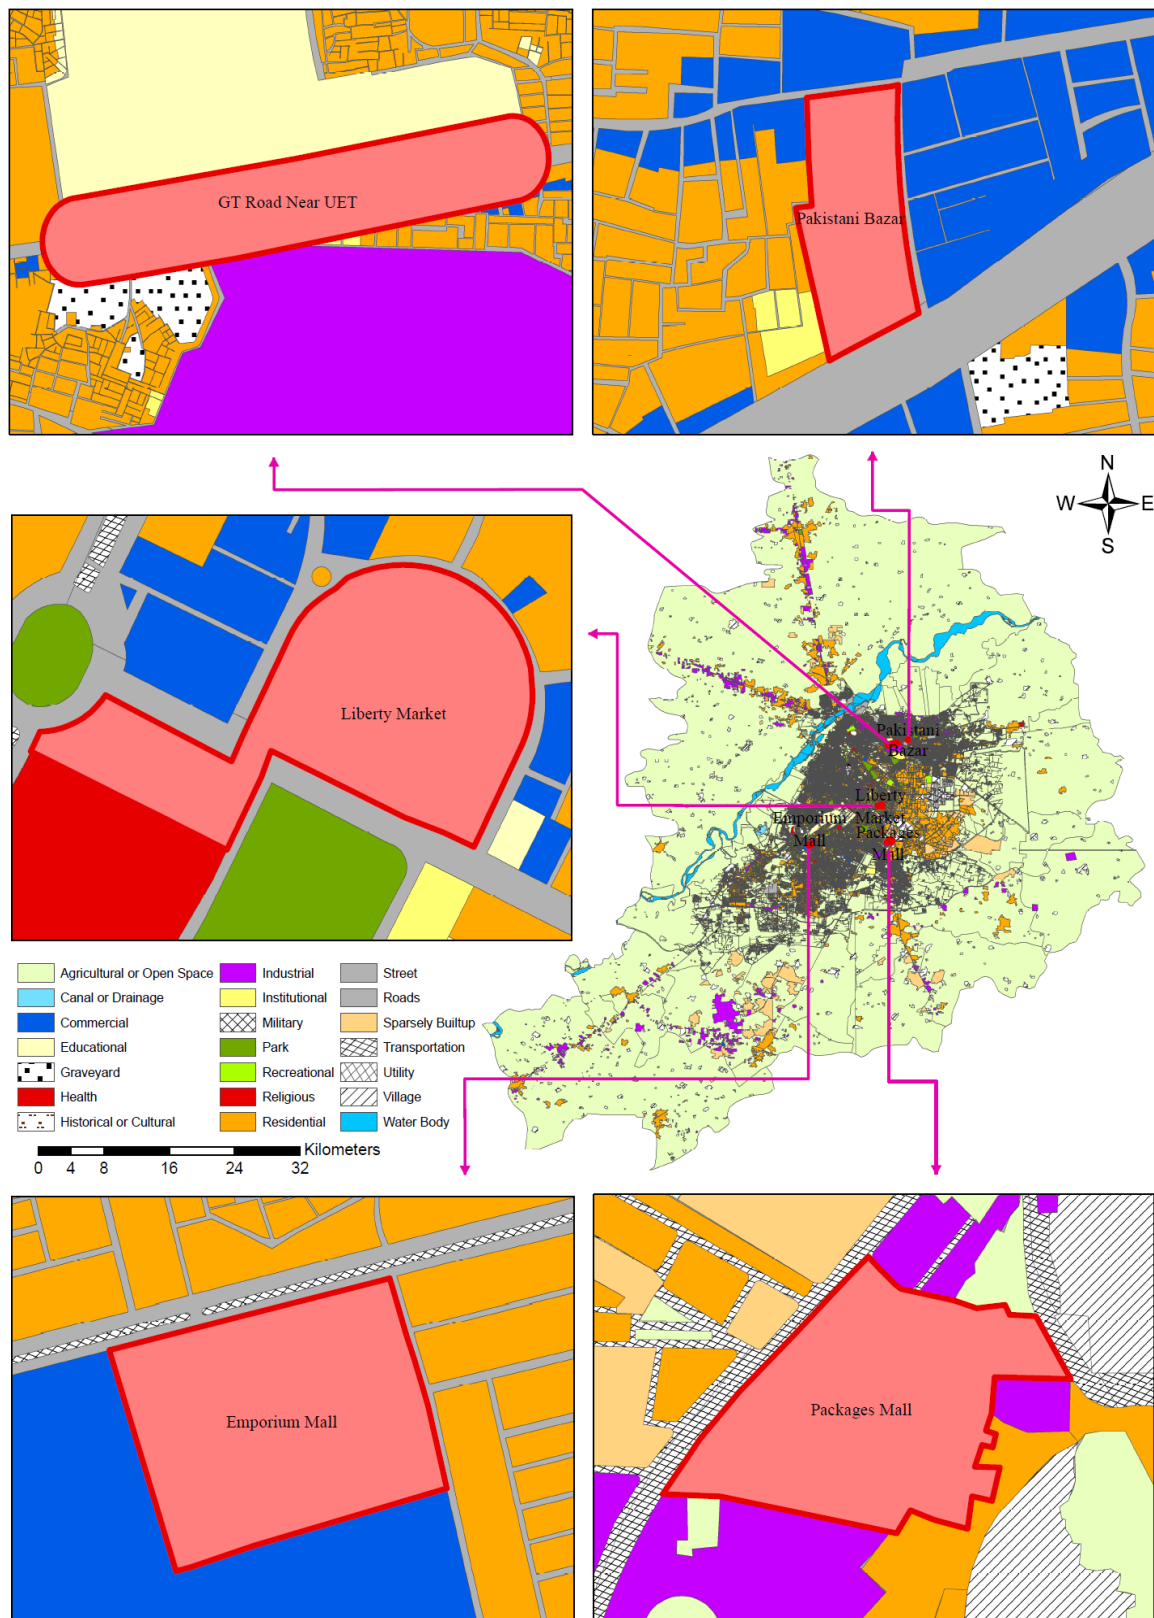 GT Road Near UET
Pakistani Bazar
N
W
E
S
Liberty Market
Pakistani
Bazar
Liberty
Market
Emporium
Mall
Packages
Mall
Agricultural or Open Space
Canal or Drainage
Commercial
Educational
Graveyard
Health
Historical or Cultural
Industrial
Institutional
Military
Park
Recreational
Religious
Residential
Street
Roads
Sparsely Builtup
Transportation
Utility
Village
Water Body
Kilometers
0 4 8 16 24 32
Emporium Mall
Packages Mall